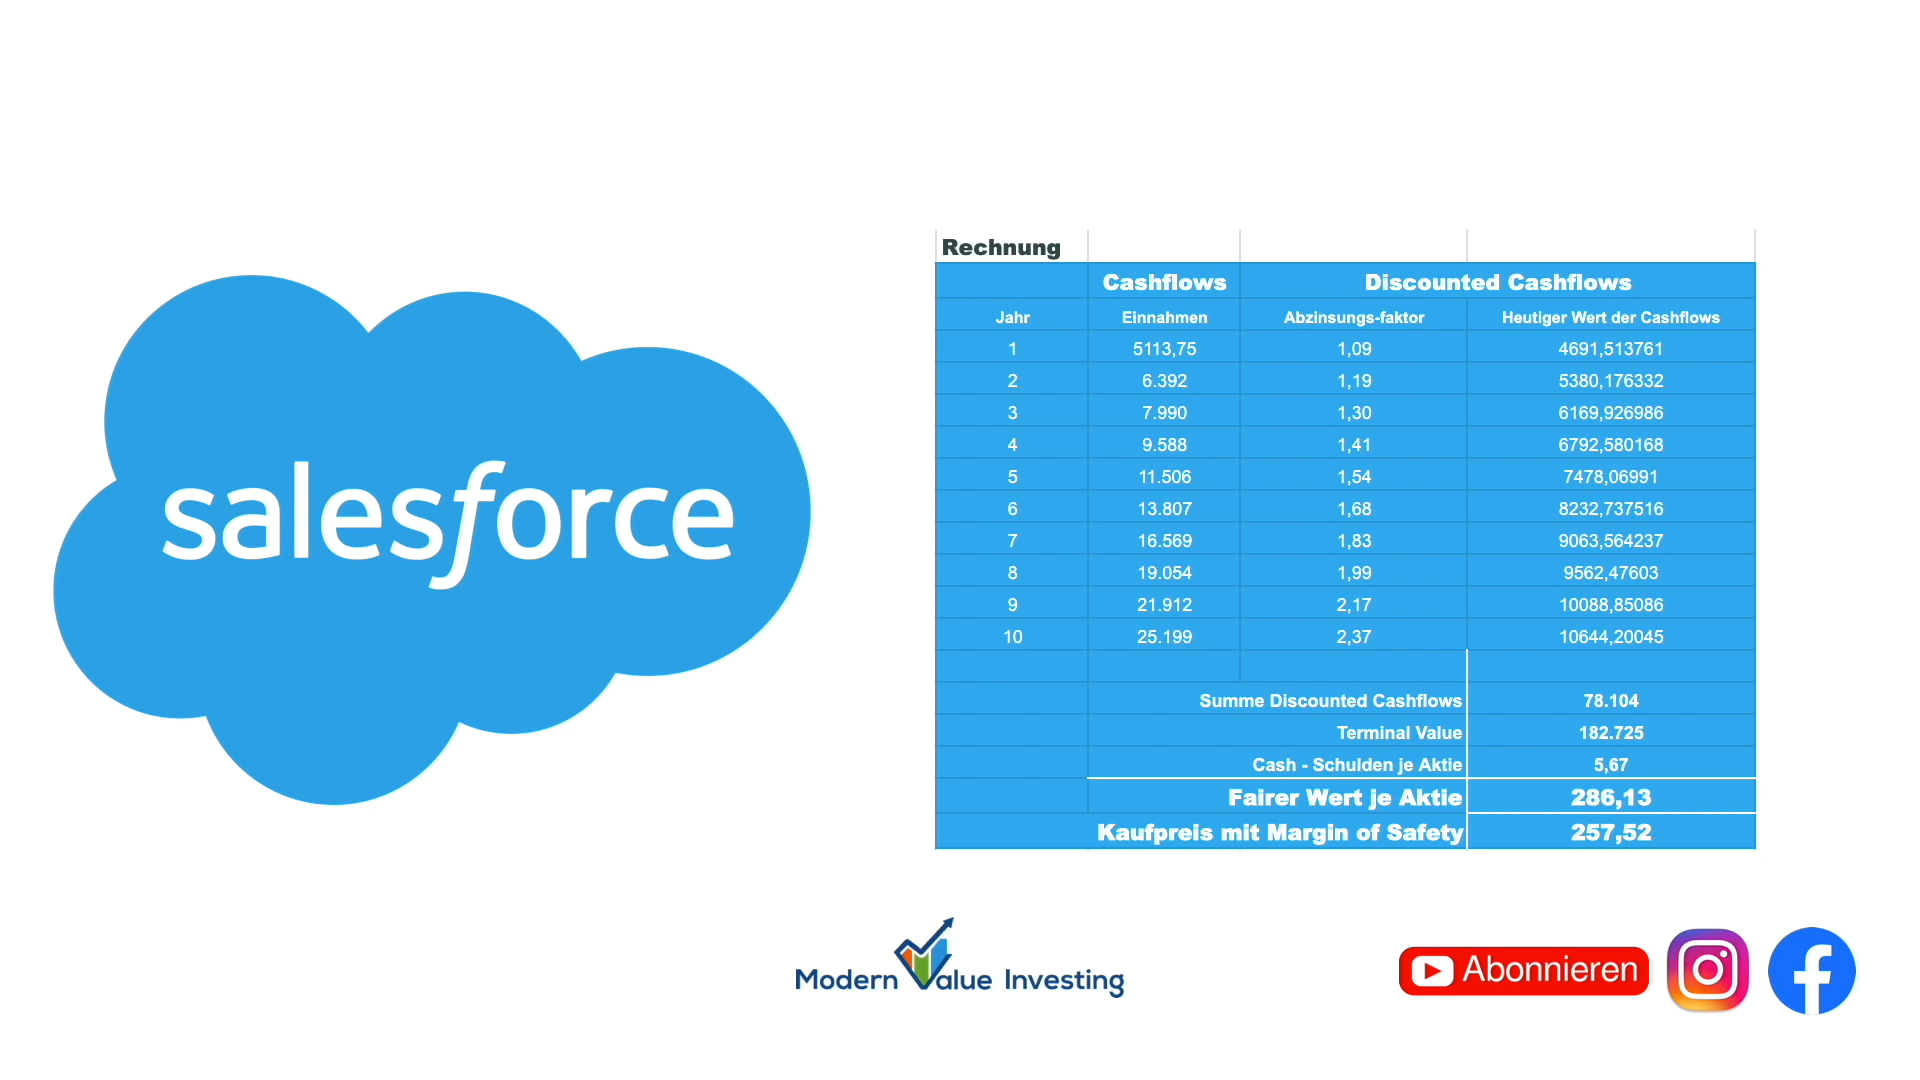 salesforce
Rechnung
Cashflows Discounted Cashflows
Jahr Einnahmen Abzinsungs-faktor Heutiger Wert der Cashflows
1 5113,75 1,09 4691,513761
2 6.392 1,19 5380,176332
3 7.990 1,30 6169,926986
4 9.588 1,41 6792,580168
5 11.506 1,54 7478,06991
6 13.807 1,68 8232,737516
7 16.569 1,83 9063,564237
8 19.054 1,99 9562,47603
9 21.912 2,17 10088,85086
10 25.199 2,37 10644,20045
Summe Discounted Cashflows 78.104
Terminal Value 182.725
Cash - Schulden je Aktie 5,67
Fairer Wert je Aktie 286,13
Kaufpreis mit Margin of Safety 257,52
Modern Value Investing
Abonnieren